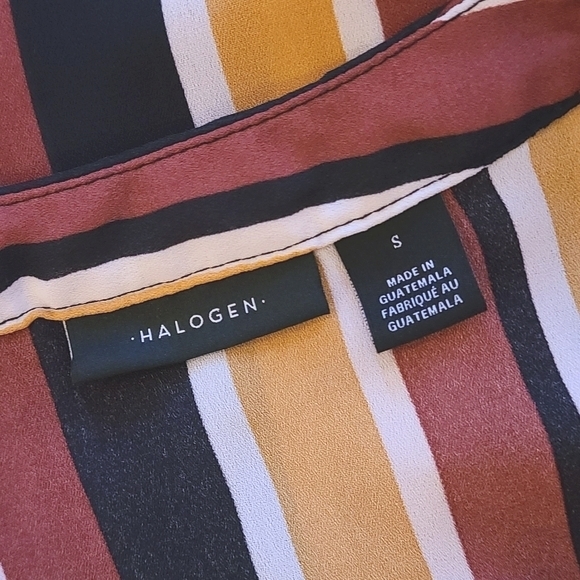 ·HALOGEN·
S
MADE IN
GUATEMALA
FABRIQUÉ AU
GUATEMALA